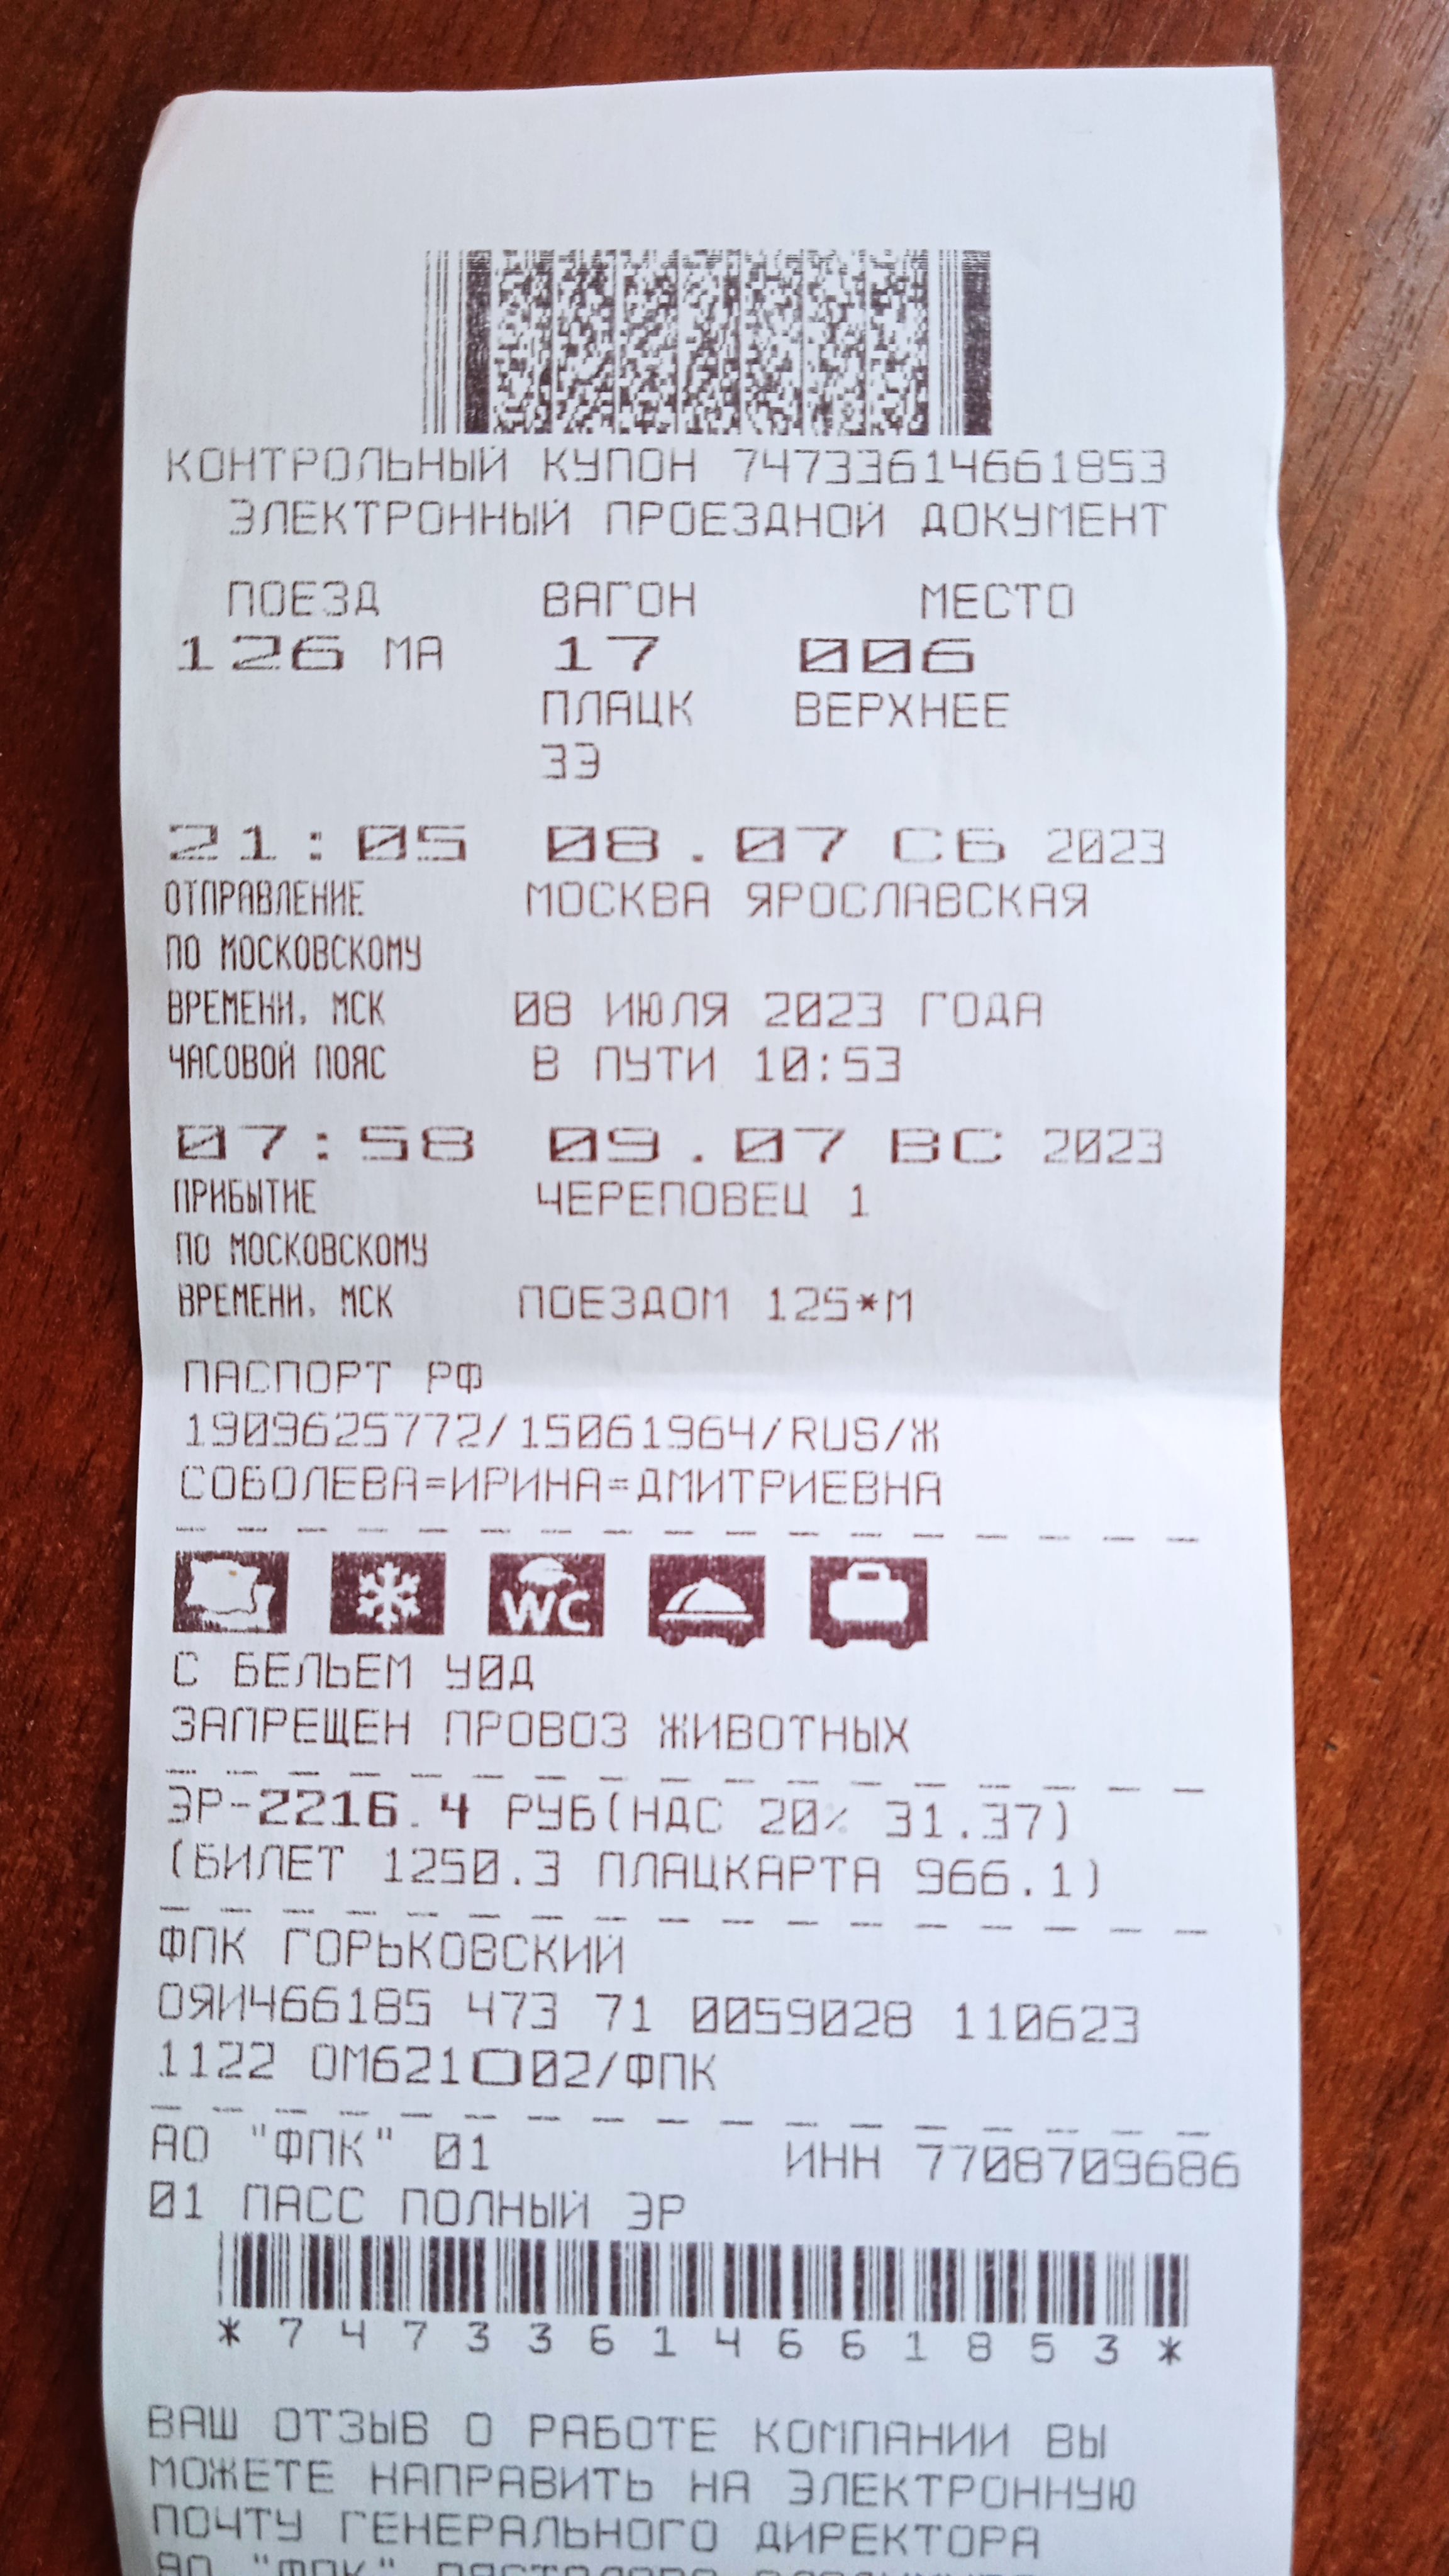 КОНТРОЛЬНЫЙ КУПОН 74733614661853
ЭЛЕКТРОННЫЙ ПРОЕЗДНОЙ ДОКУМЕНТ
ПОЕЗД ВАГОН МЕСТО
126 МА 17 006
ПЛАЦК ВЕРХНЕЕ
3Э
21:05 08.07 СБ 2023
ОТПРАВЛЕНИЕ МОСКВА ЯРОСЛАВСКАЯ
ПО МОСКОВСКОМУ
ВРЕМЕНИ, МСК 08 ИЮЛЯ 2023 ГОДА
ЧАСОВОЙ ПОЯС В ПУТИ 10:53
07:58 09.07 ВС 2023
ПРИБЫТИЕ ЧЕРЕПОВЕЦ 1
ПО МОСКОВСКОМУ
ВРЕМЕНИ, МСК ПОЕЗДОМ 125*М
ПАСПОРТ РФ
1909625772/15061964/RUS/Ж
СОБОЛЕВА=ИРИНА=ДМИТРИЕВНА
WC
С БЕЛЬЕМ У0Д
ЗАПРЕЩЕН ПРОВОЗ ЖИВОТНЫХ
ЭР-2216.4 РУБ(НДС 20% 31.37)
(БИЛЕТ 1250.3 ПЛАЦКАРТА 966.1)
ФПК ГОРЬКОВСКИЙ
ОЯИ466185 473 71 0059028 110623
1122 ОМ621О02/ФПК
АО "ФПК" 01 ИНН 7708709686
01 ПАСС ПОЛНЫЙ ЭР
*74733614661853*
ВАШ ОТЗЫВ О РАБОТЕ КОМПАНИИ ВЫ
МОЖЕТЕ НАПРАВИТЬ НА ЭЛЕКТРОННУЮ
ПОЧТУ ГЕНЕРАЛЬНОГО ДИРЕКТОРА
АО "ФПК"